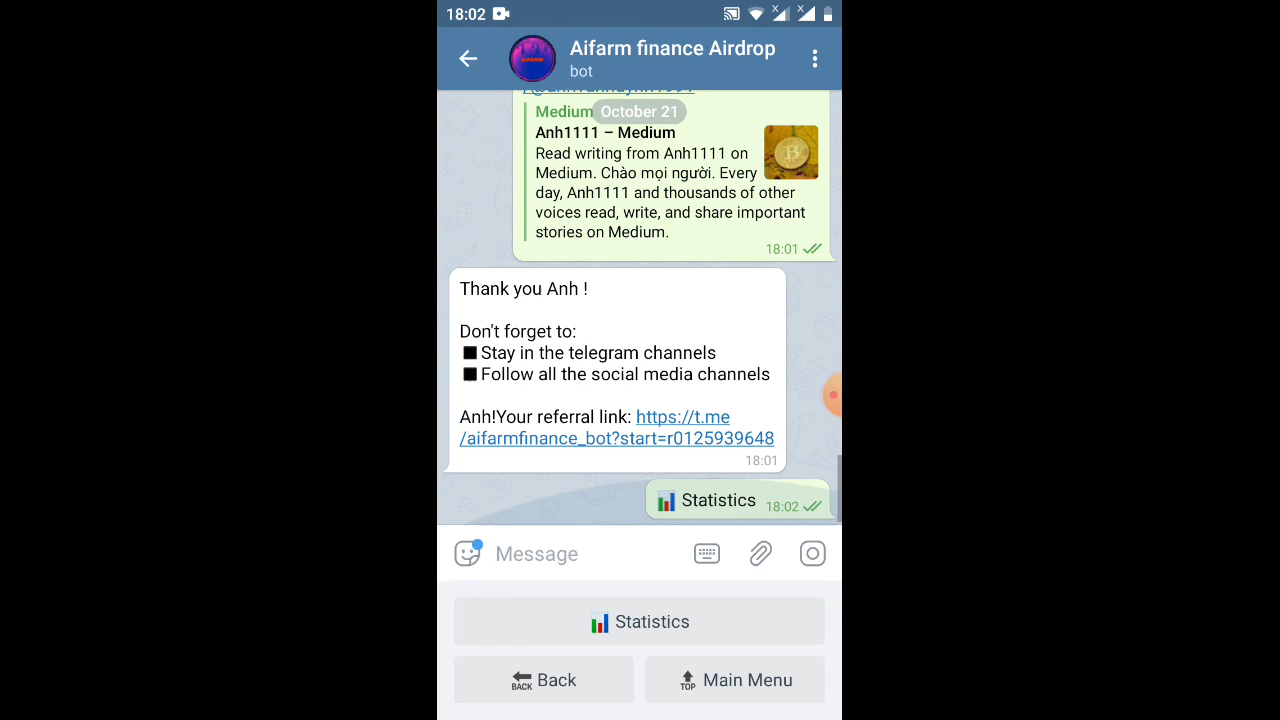 18:02
Aifarm finance Airdrop
bot
October 21
Medium
Anh1111 – Medium
Read writing from Anh1111 on
Medium. Chào mọi người. Every
day, Anh1111 and thousands of other
voices read, write, and share important
stories on Medium.
18:01
Thank you Anh !
Don't forget to:
Stay in the telegram channels
Follow all the social media channels
Anh!Your referral link: https://t.me
/aifarmfinance_bot?start=r0125939648
18:01
Statistics 18:02
Message
Statistics
BACK Back
TOP Main Menu